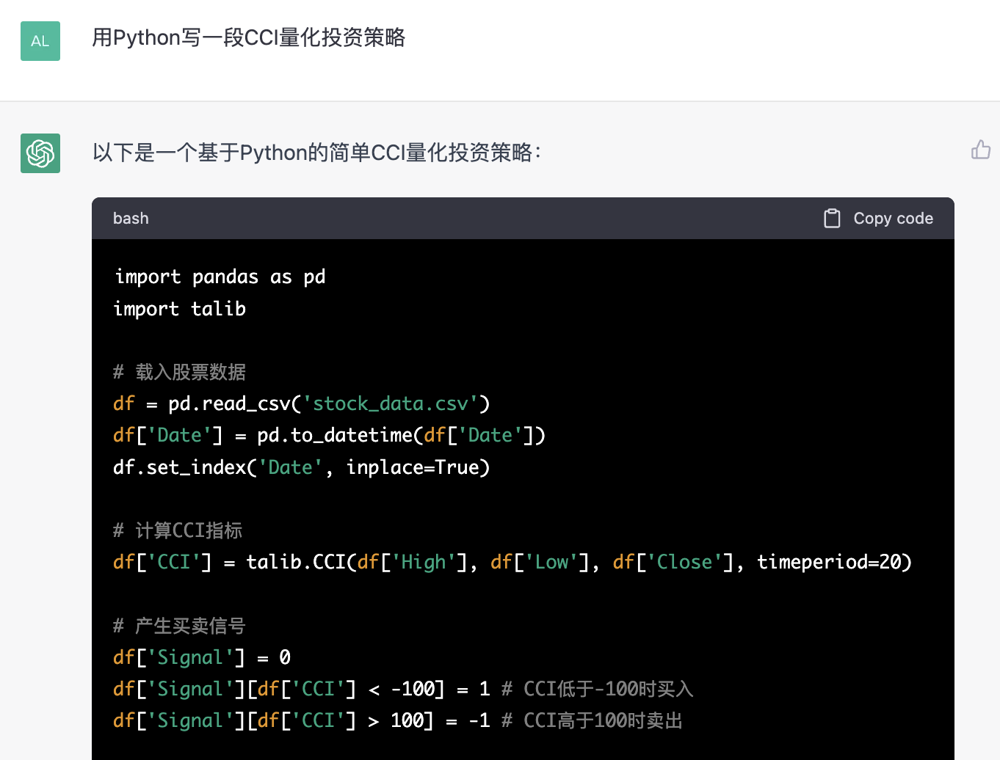 AL
用Python写一段CCI量化投资策略
以下是一个基于Python的简单CCI量化投资策略：
bash
Copy code
import pandas as pd
import talib
# 载入股票数据
df = pd.read_csv('stock_data.csv')
df['Date'] = pd.to_datetime(df['Date'])
df.set_index('Date', inplace=True)
# 计算CCI指标
df['CCI'] = talib.CCI(df['High'], df['Low'], df['Close'], timeperiod=20)
# 产生买卖信号
df['Signal'] = 0
df['Signal'][df['CCI'] < -100] = 1 # CCI低于-100时买入
df['Signal'][df['CCI'] > 100] = -1 # CCI高于100时卖出